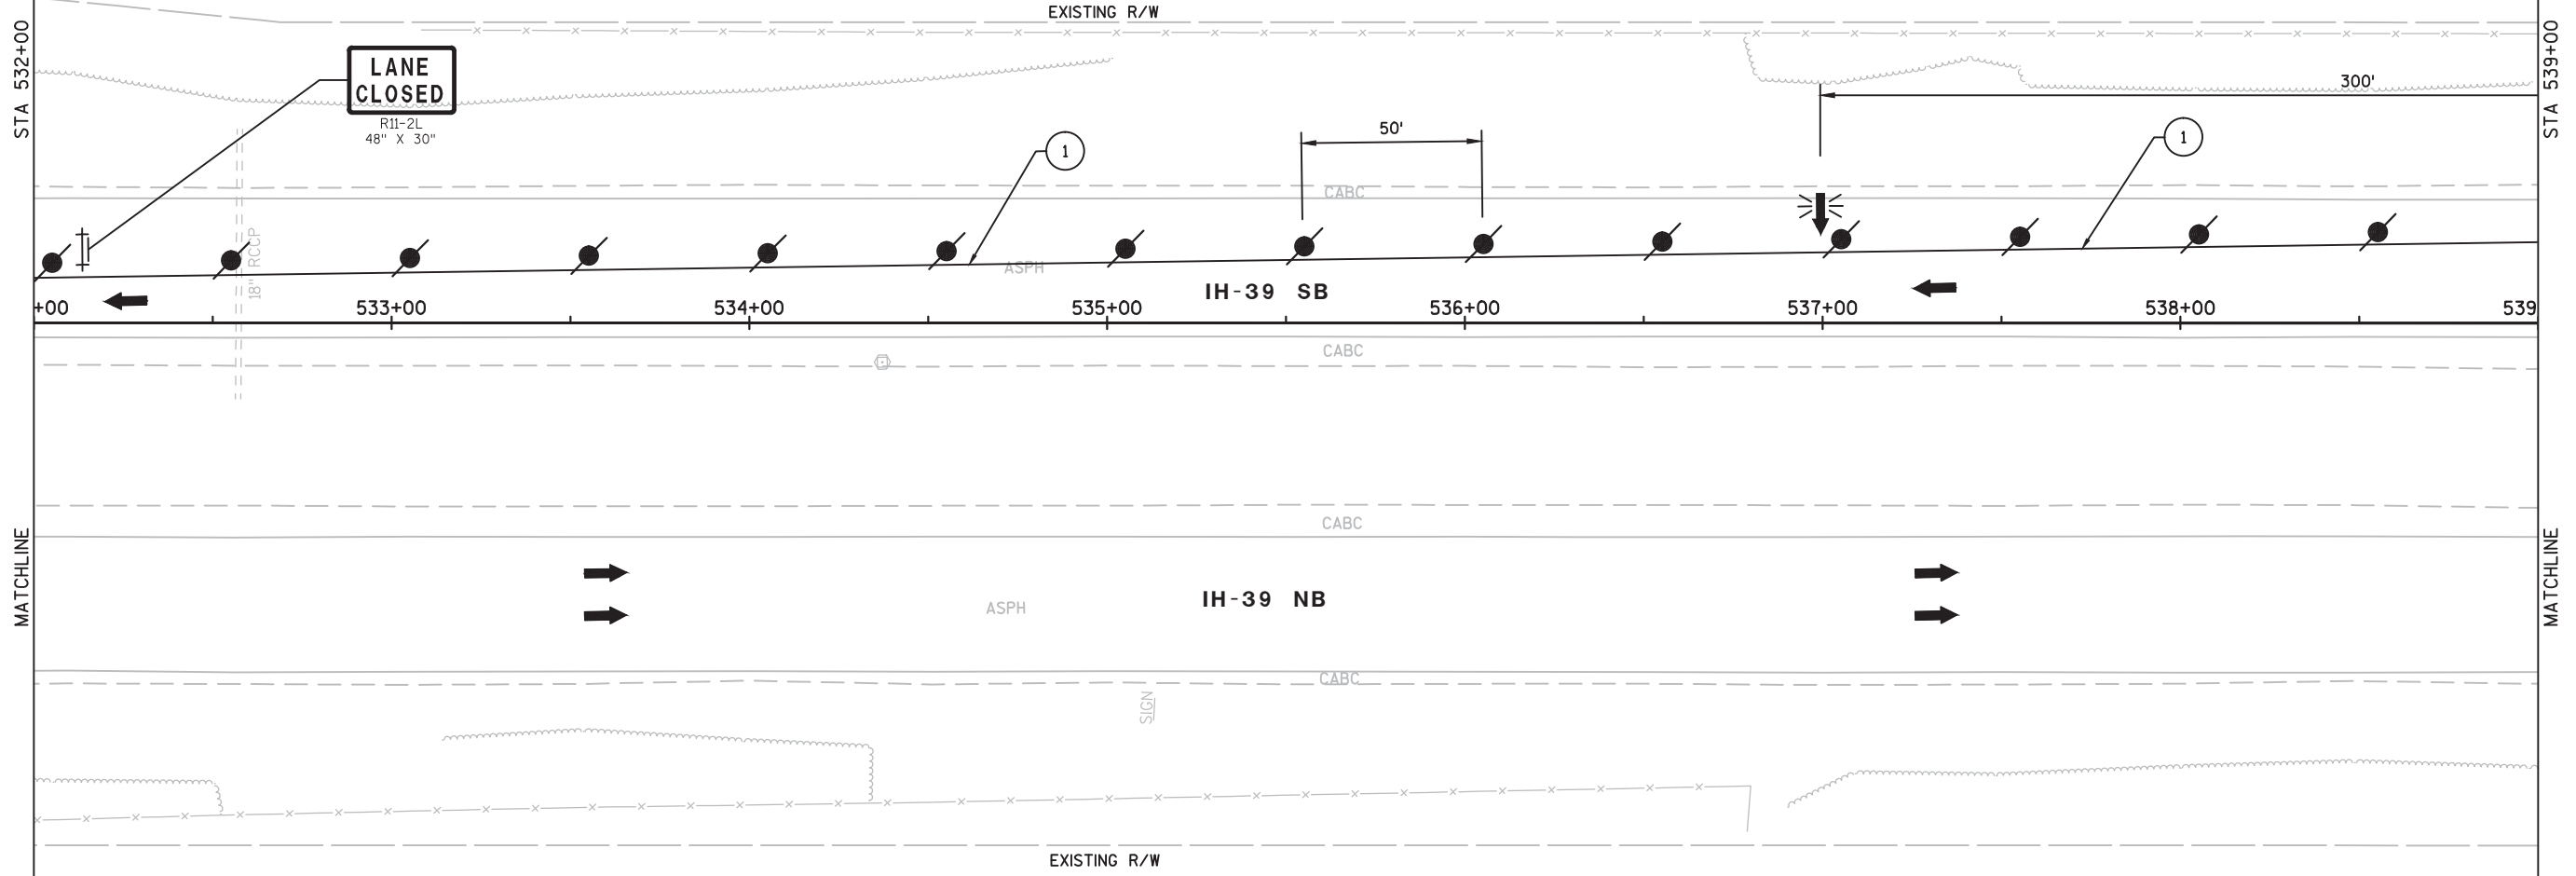 EXISTING R/W
STA 532+00
STA 539+00
LANE
CLOSED
R11-2L
48" X 30"
300'
50'
1
1
CABC
18" RCCP
ASPH
IH-39 SB
+00
533+00
534+00
535+00
536+00
537+00
538+00
539
CABC
CABC
MATCHLINE
MATCHLINE
IH-39 NB
ASPH
CABC
SIGN
EXISTING R/W